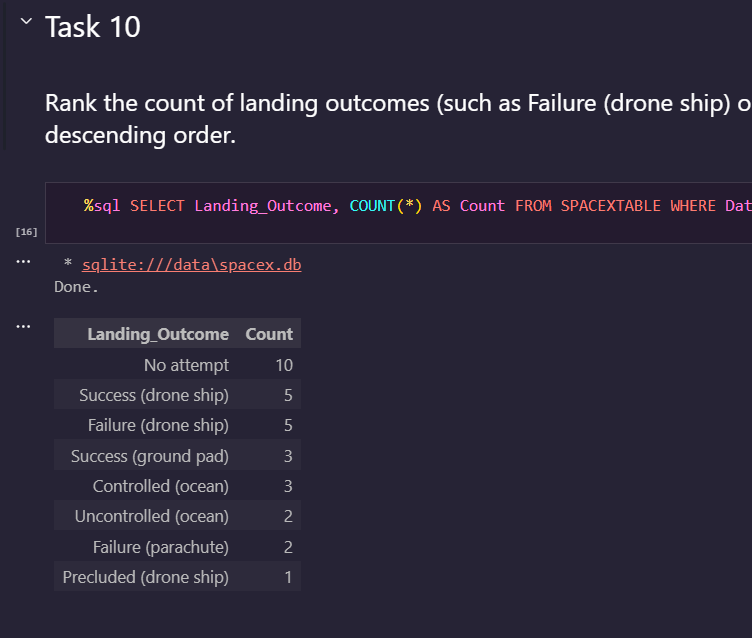 Task 10
Rank the count of landing outcomes (such as Failure (drone ship) o
descending order.
%sql SELECT Landing_Outcome, COUNT(*) AS Count FROM SPACEXTABLE WHERE Dat
[16]
... * sqlite:///data\spacex.db
Done.
...
Landing_Outcome Count
No attempt 10
Success (drone ship) 5
Failure (drone ship) 5
Success (ground pad) 3
Controlled (ocean) 3
Uncontrolled (ocean) 2
Failure (parachute) 2
Precluded (drone ship) 1